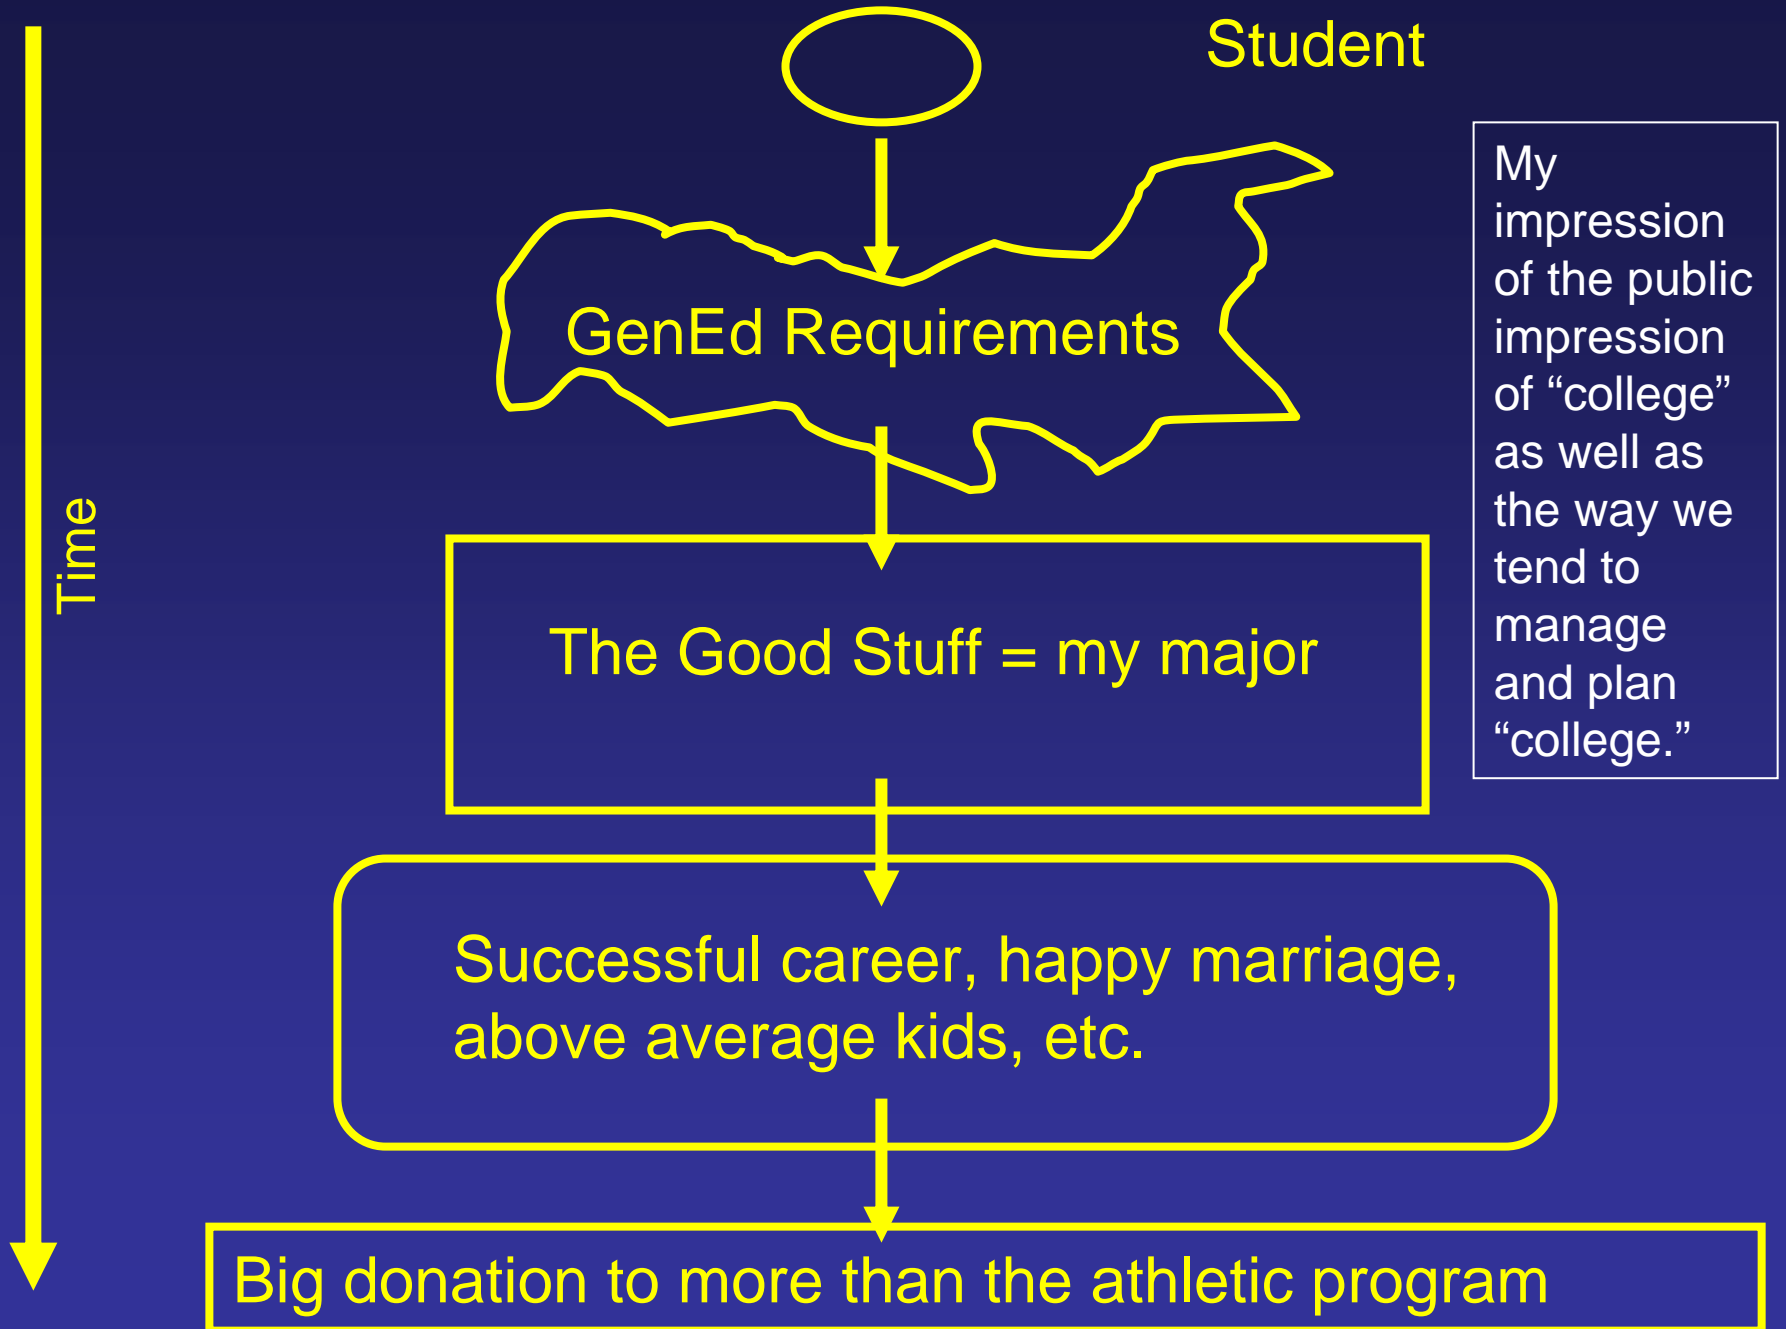 Student
My
impression
of the public
impression
of “college”
as well as
the way we
tend to
manage
and plan
“college.”
GenEd Requirements
Time
The Good Stuff = my major
Successful career, happy marriage,
above average kids, etc.
Big donation to more than the athletic program